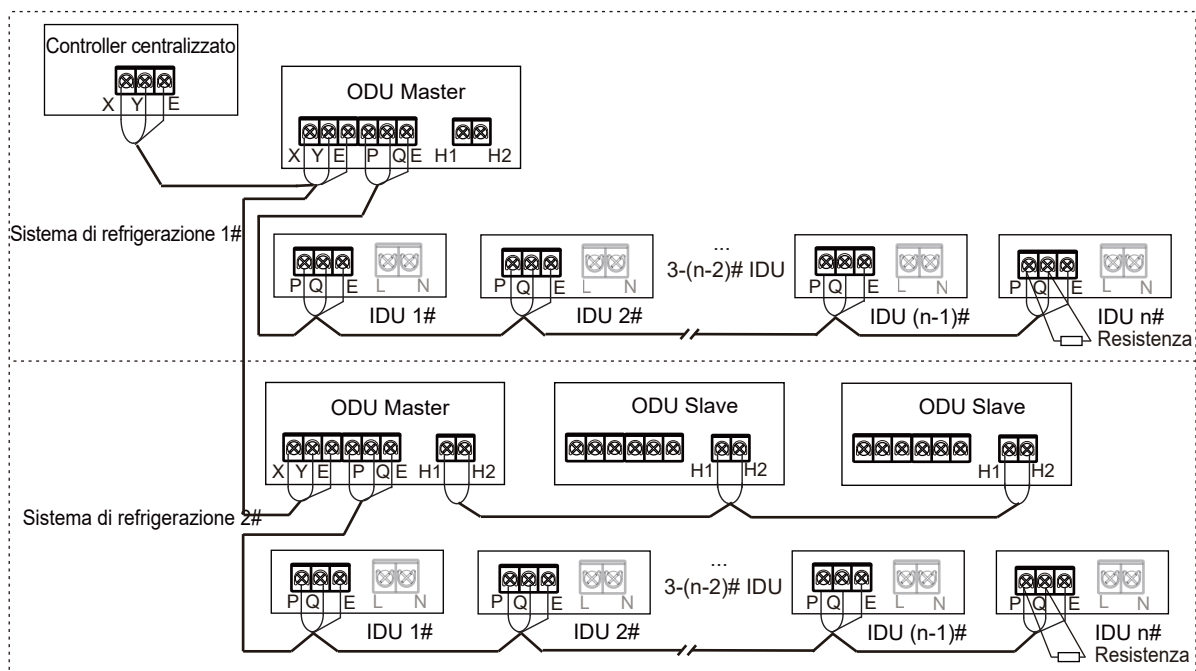 Controller centralizzato
X Y E
ODU Master
X Y E P Q E H1 H2
Sistema di refrigerazione 1#
P Q E L N
IDU 1#
P Q E L N
IDU 2#
...
3-(n-2)# IDU
P Q E L N
IDU (n-1)#
P Q E L N
IDU n#
Resistenza
ODU Master
X Y E P Q E H1 H2
ODU Slave
H1 H2
ODU Slave
H1 H2
Sistema di refrigerazione 2#
P Q E L N
IDU 1#
P Q E L N
IDU 2#
...
3-(n-2)# IDU
P Q E L N
IDU (n-1)#
P Q E L N
IDU n#
Resistenza